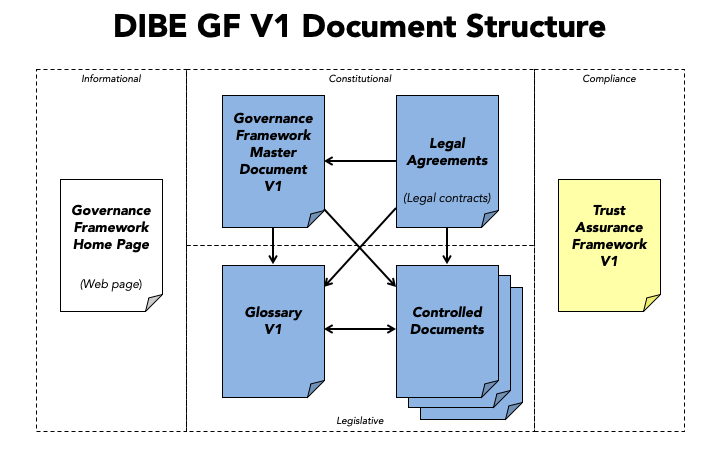 DIBE GF V1 Document Structure
Informational
Constitutional
Compliance
Governance
Framework
Master
Document
V1
Legal
Agreements
(Legal contracts)
Governance
Framework
Home Page
(Web page)
Trust
Assurance
Framework
V1
Glossary
V1
Controlled
Documents
Legislative